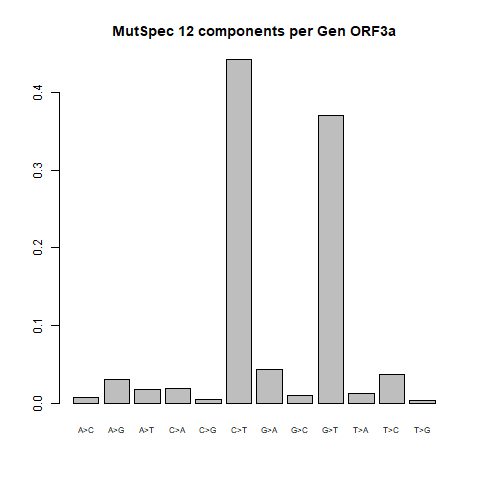 MutSpec 12 components per Gen ORF3a
0.4
0.3
0.2
0.1
0.0
A>C A>G A>T C>A C>G C>T G>A G>C G>T T>A T>C T>G